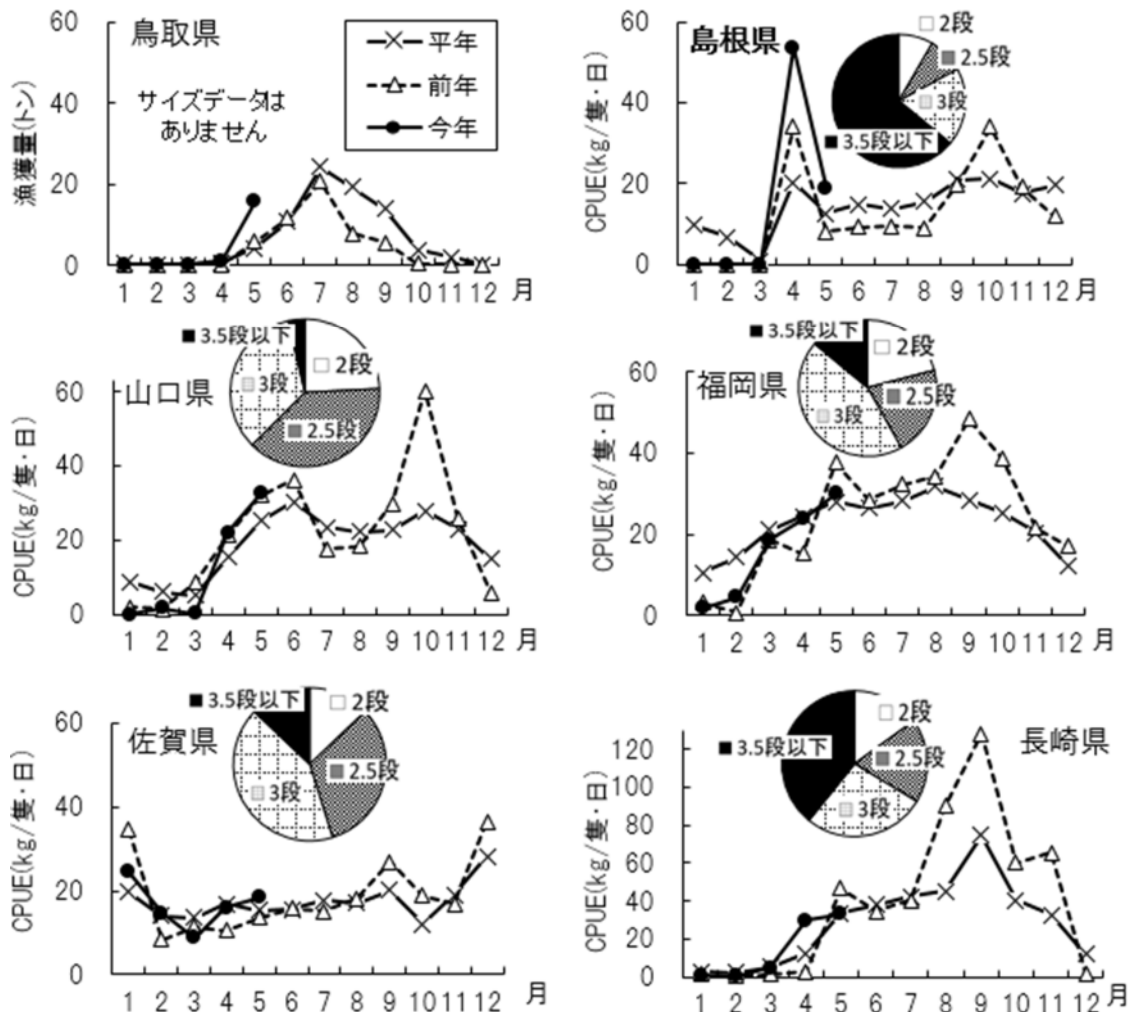 60
40
20
0
漁獲量(トン)
鳥取県
サイズデータは
ありません
平年
前年
今年
1 2 3 4 5 6 7 8 9 10 11 12 月
60
40
20
0
CPUE(kg/隻・日)
島根県
2段
2.5段
3段
3.5段以下
1 2 3 4 5 6 7 8 9 10 11 12 月
60
40
20
0
CPUE(kg/隻・日)
山口県
3.5段以下
2段
3段
2.5段
1 2 3 4 5 6 7 8 9 10 11 12 月
60
40
20
0
CPUE(kg/隻・日)
福岡県
3.5段以下
2段
2.5段
3段
1 2 3 4 5 6 7 8 9 10 11 12 月
60
40
20
0
CPUE(kg/隻・日)
佐賀県
3.5段以下
2段
2.5段
3段
1 2 3 4 5 6 7 8 9 10 11 12 月
120
100
80
60
40
20
0
CPUE(kg/隻・日)
長崎県
2段
3.5段以下
2.5段
3段
1 2 3 4 5 6 7 8 9 10 11 12 月